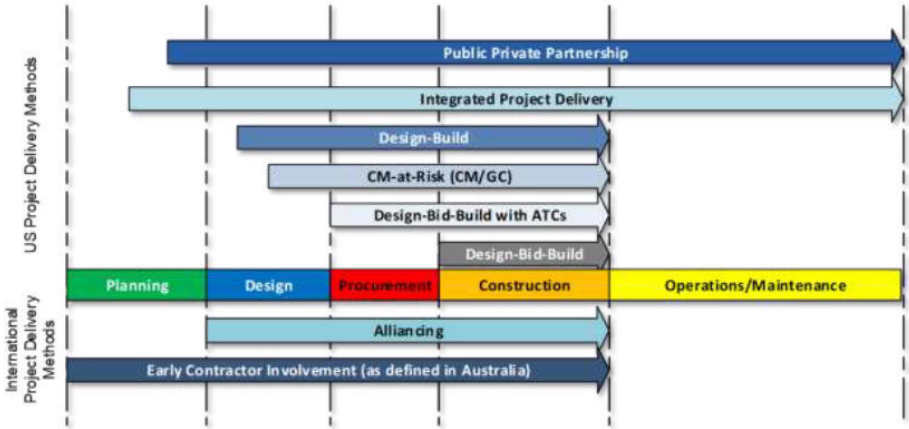 US Project Delivery Methods
Public Private Partnership
Integrated Project Delivery
Design-Build
CM-at-Risk (CM/GC)
Design-Bid-Build with ATCs
Design-Bid-Build
Planning
Design
Procurement
Construction
Operations/Maintenance
International
Project Delivery
Methods
Alliancing
Early Contractor Involvement (as defined in Australia)